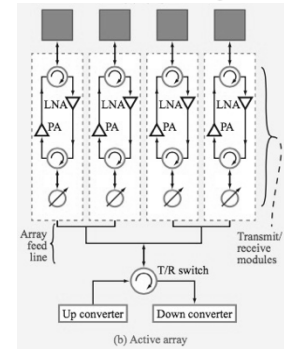 LNA LNA LNA LNA
PA PA PA PA
Array
feed
line
Transmit/
receive
modules
T/R switch
Up converter Down converter
(b) Active array